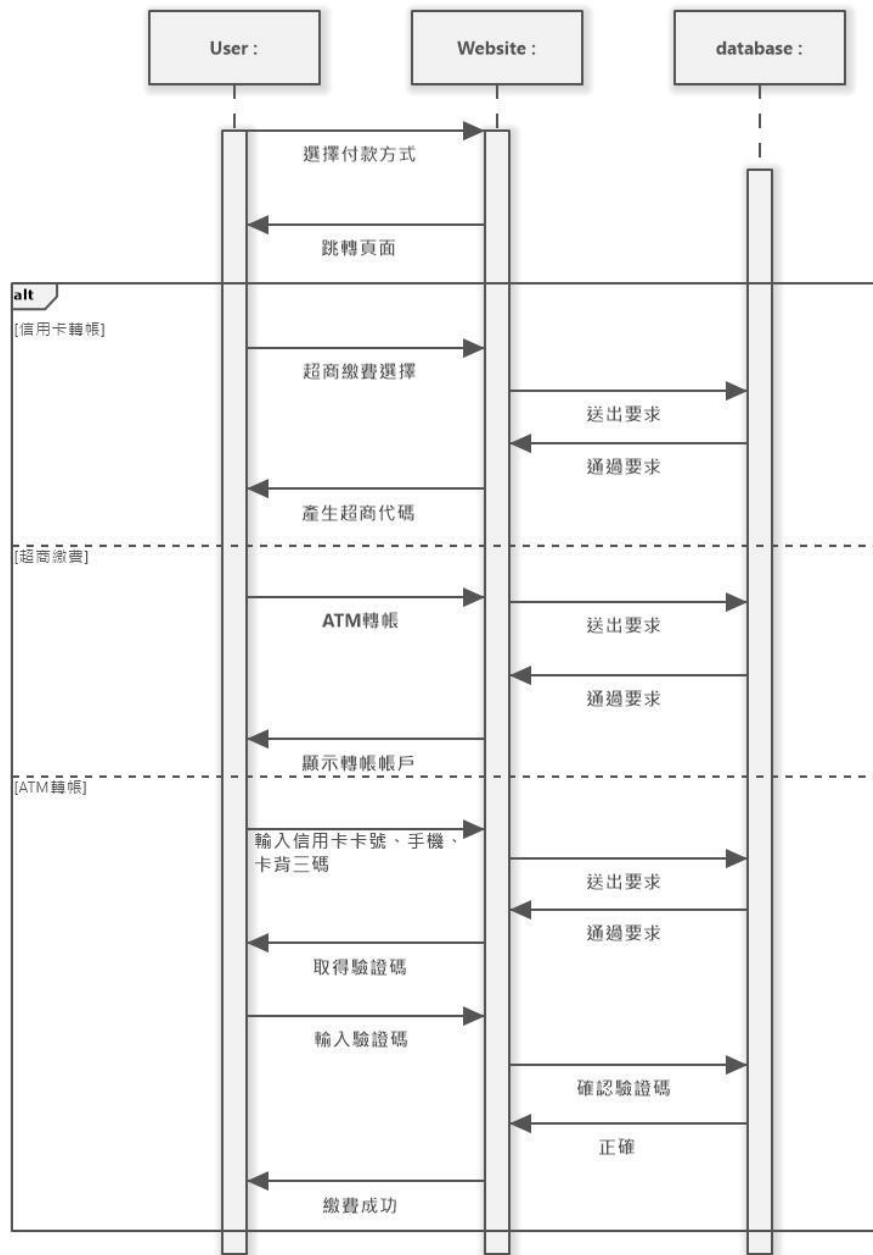 User :
Website :
database :
選擇付款方式
跳轉頁面
alt
[信用卡轉帳]
超商繳費選擇
送出要求
通過要求
產生超商代碼
[超商繳費]
ATM轉帳
送出要求
通過要求
顯示轉帳帳戶
[ATM轉帳]
輸入信用卡卡號、手機、
卡背三碼
送出要求
通過要求
取得驗證碼
輸入驗證碼
確認驗證碼
正確
繳費成功